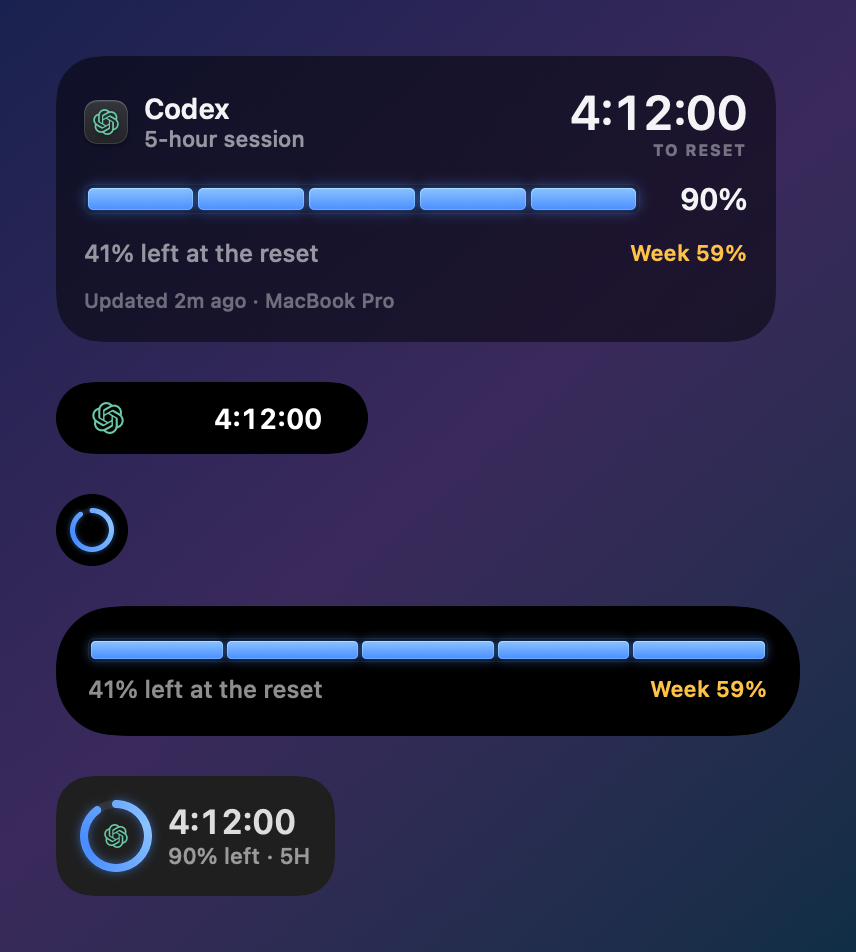 Codex
5-hour session
4:12:00
TO RESET
90%
41% left at the reset
Week 59%
Updated 2m ago · MacBook Pro
4:12:00
41% left at the reset
Week 59%
4:12:00
90% left · 5H